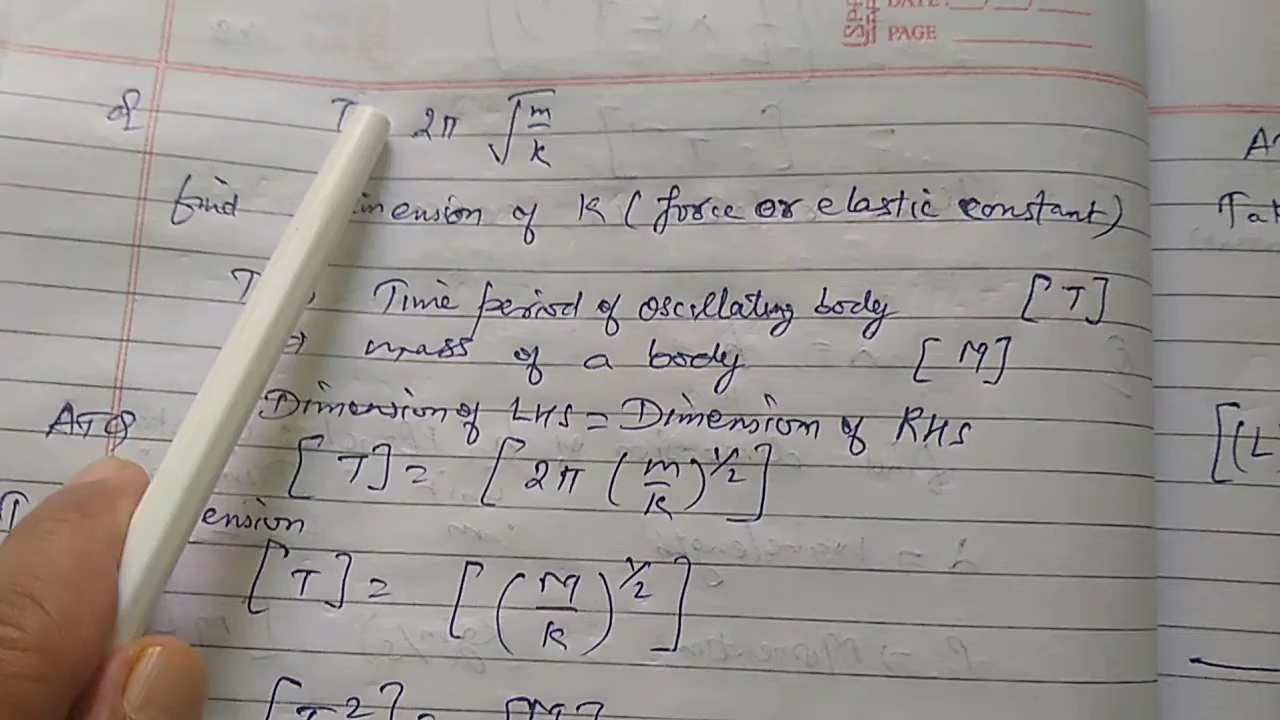 DATE
PAGE
Q T 2π √(m/k)
find imension of K (force or elastic constant)
T Time period of oscillating body [T]
⇒ mass of a body [M]
ATQ Dimension of LHS = Dimension of RHS
[T] = [2π (m/k)^1/2]
ension
[T] = [(M/k)^1/2]